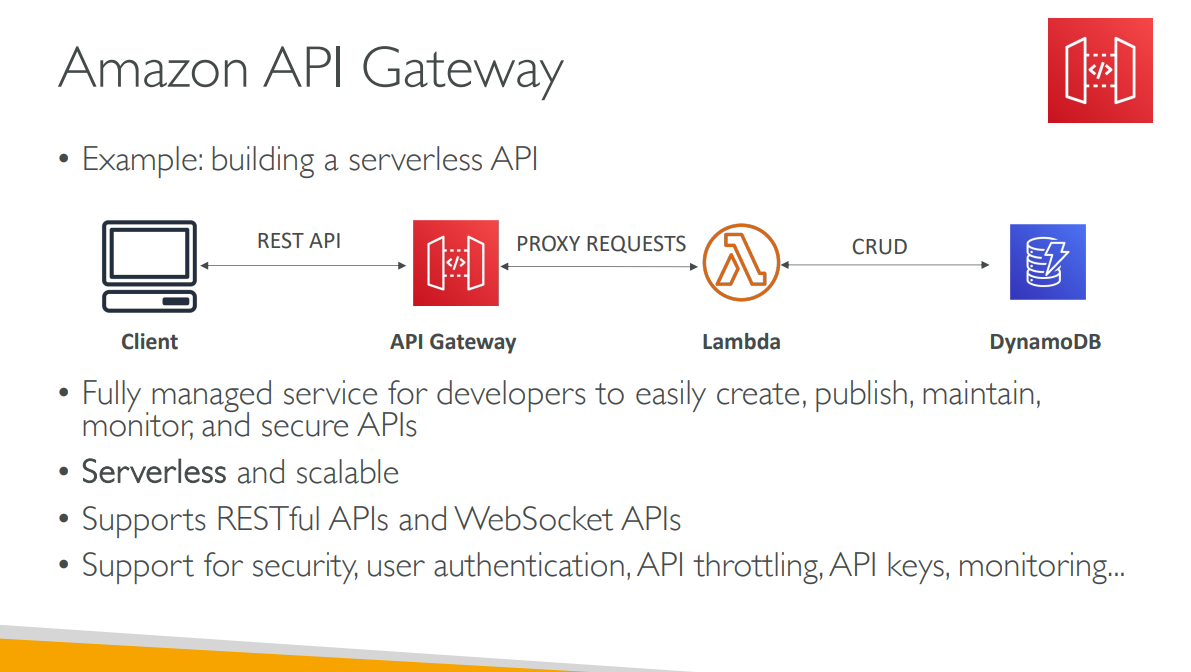 Amazon API Gateway
</>
• Example: building a serverless API
REST API
PROXY REQUESTS
CRUD
</>
Client
API Gateway
Lambda
DynamoDB
• Fully managed service for developers to easily create, publish, maintain,
monitor, and secure APIs
• Serverless and scalable
• Supports RESTful APIs and WebSocket APIs
• Support for security, user authentication, API throttling, API keys, monitoring...